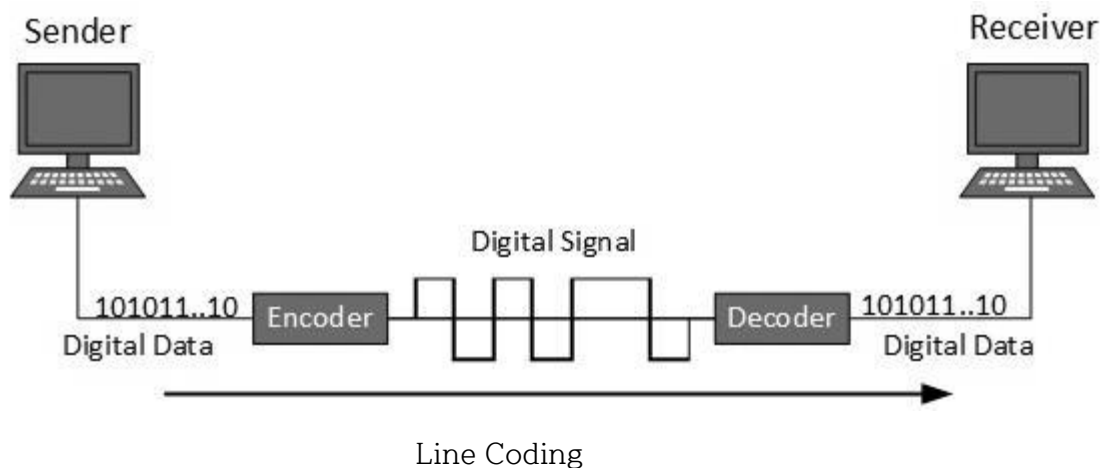 Sender
Receiver
Digital Signal
101011..10
Encoder
Decoder
101011..10
Digital Data
Digital Data
Line Coding